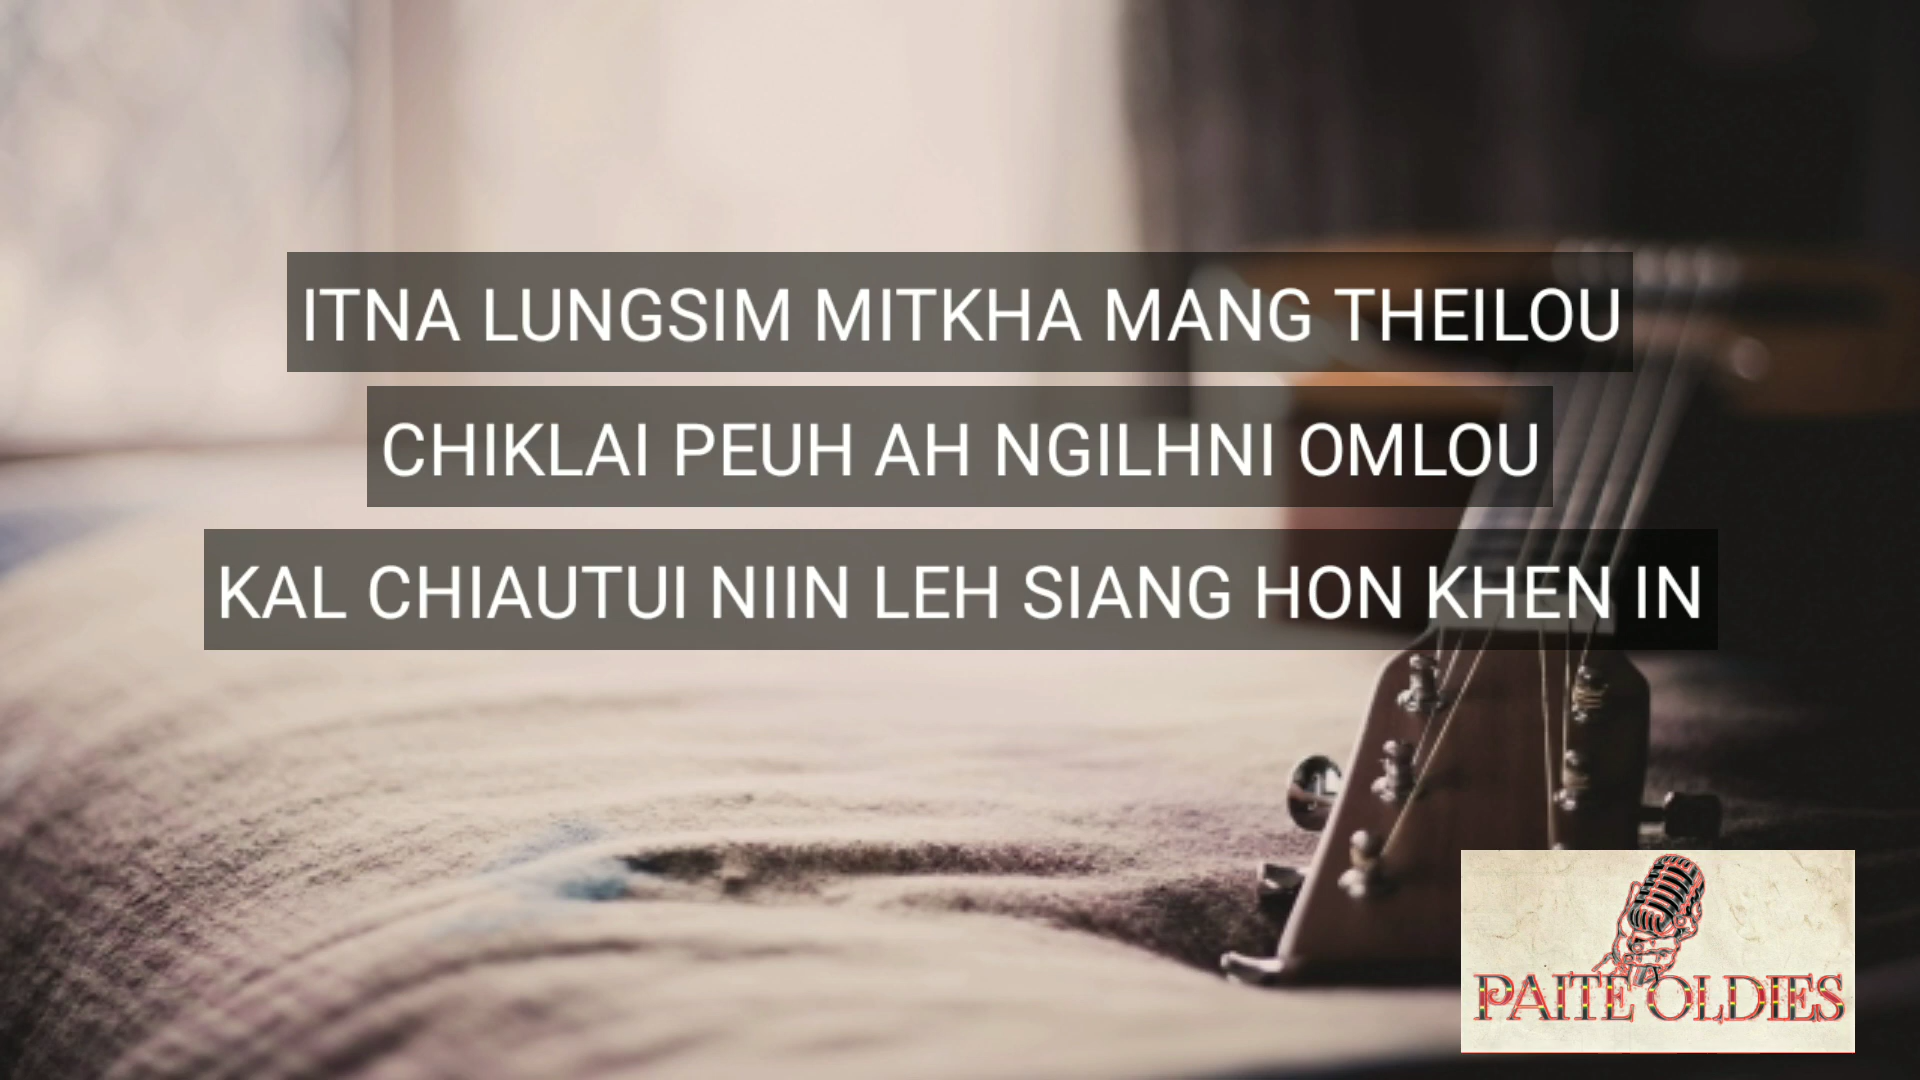 ITNA LUNGSIM MITKHA MANG THEILOU
CHIKLAI PEUH AH NGILHNI OMLOU
KAL CHIAUTUI NIIN LEH SIANG HON KHEN IN
PAITE OLDIES